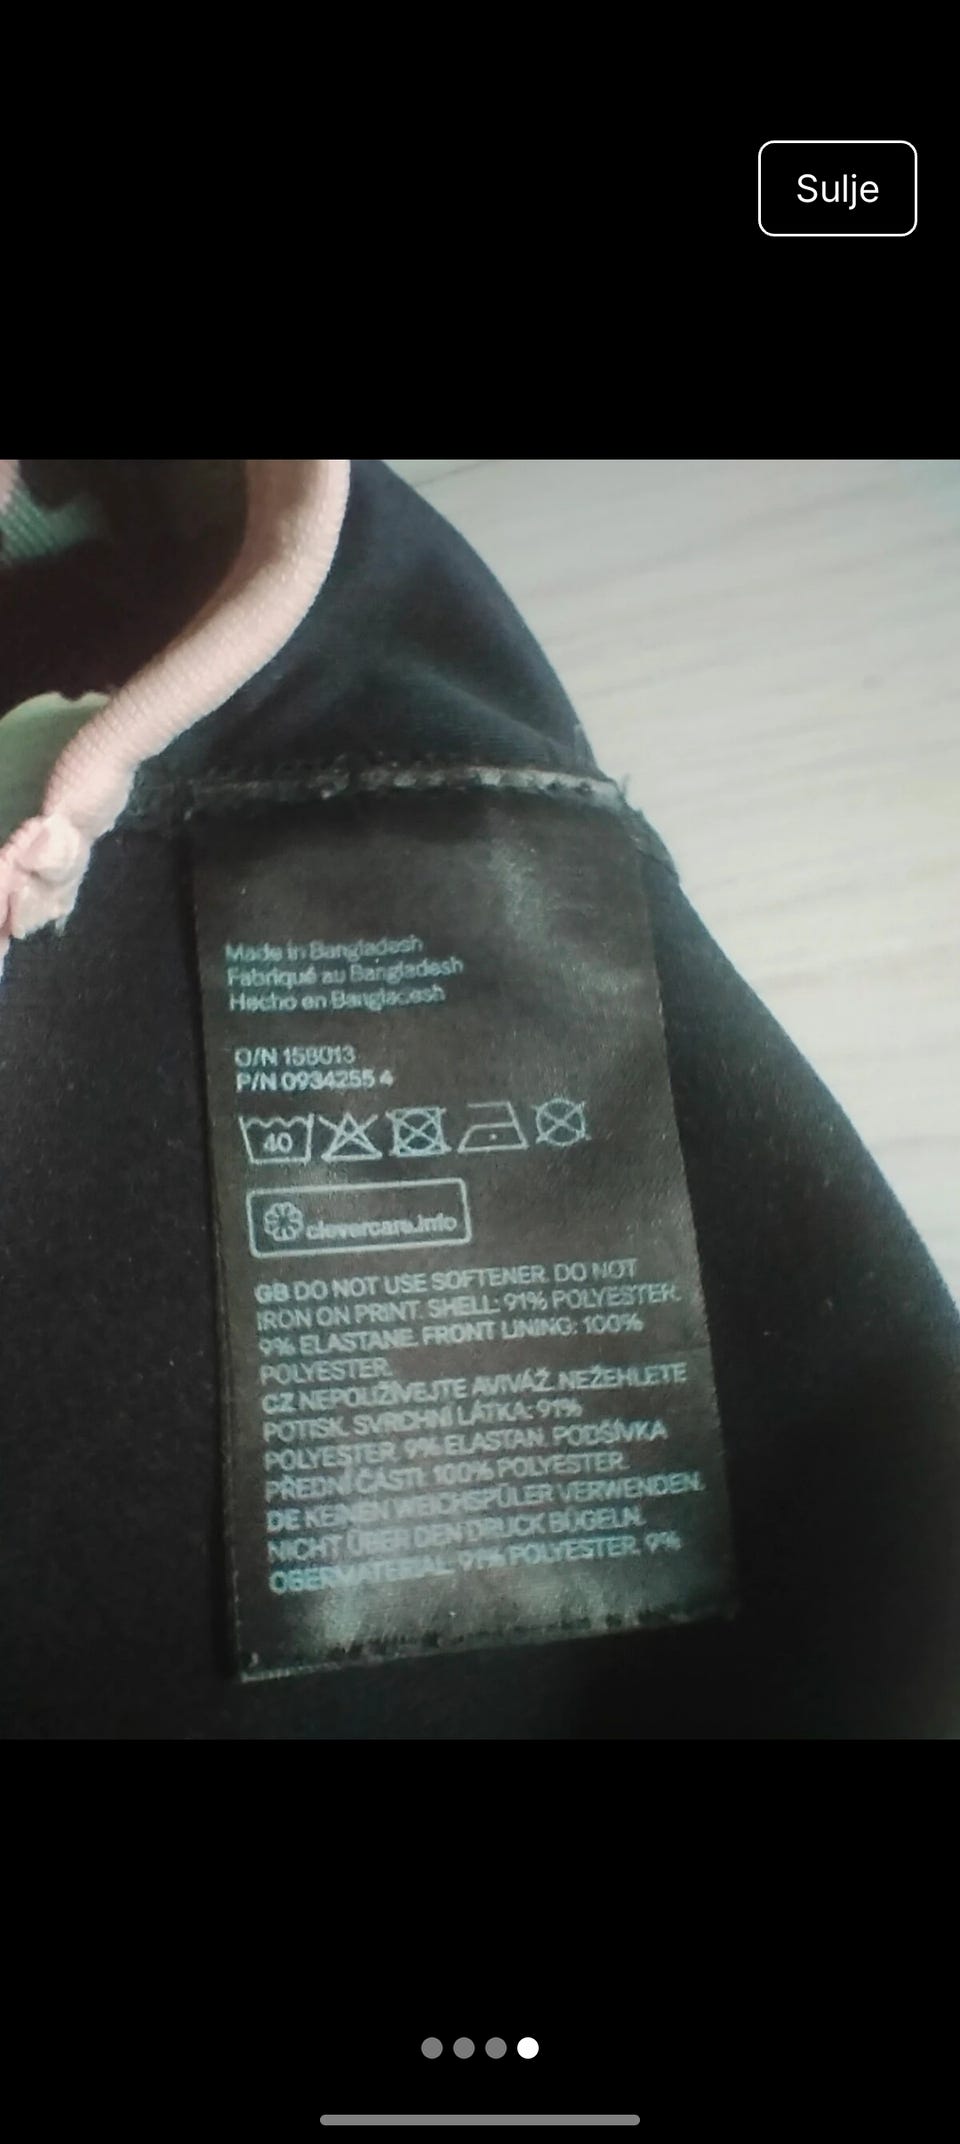 Sulje
Made in Bangladesh
Fabriqué au Bangladesh
Hecho en Bangladesh
O/N 158013
P/N 0934255 4
40
clevercare.info
GB DO NOT USE SOFTENER. DO NOT
IRON ON PRINT. SHELL: 91% POLYESTER.
9% ELASTANE. FRONT LINING: 100%
POLYESTER.
CZ NEPOUŽÍVEJTE AVIVÁŽ. NEŽEHLETE
POTISK. SVRCHNÍ LÁTKA: 91%
POLYESTER. 9% ELASTAN. PODŠÍVKA
PŘEDNÍ ČÁSTI: 100% POLYESTER.
DE KEINEN WEICHSPÜLER VERWENDEN.
NICHT ÜBER DEN DRUCK BÜGELN.
OBERMATERIAL: 91% POLYESTER. 9%